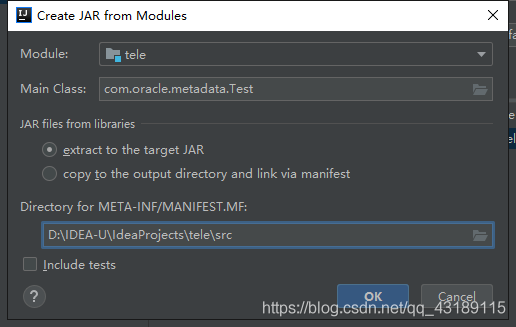 Create JAR from Modules
Module: tele
Main Class: com.oracle.metadata.Test
JAR files from libraries
extract to the target JAR
copy to the output directory and link via manifest
Directory for META-INF/MANIFEST.MF:
D:\IDEA-U\IdeaProjects\tele\src
Include tests
? OK Cancel
https://blog.csdn.net/qq_43189115